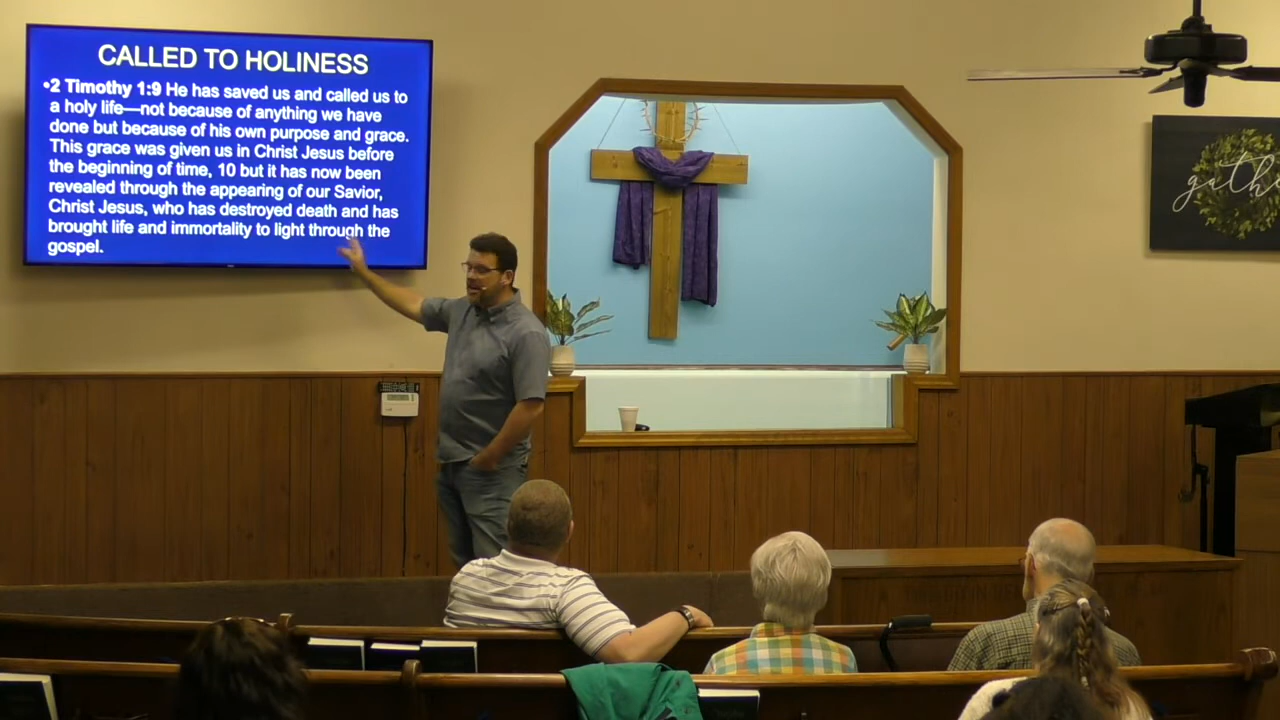 CALLED TO HOLINESS
•2 Timothy 1:9 He has saved us and called us to
a holy life—not because of anything we have
done but because of his own purpose and grace.
This grace was given us in Christ Jesus before
the beginning of time, 10 but it has now been
revealed through the appearing of our Savior,
Christ Jesus, who has destroyed death and has
brought life and immortality to light through the
gospel.